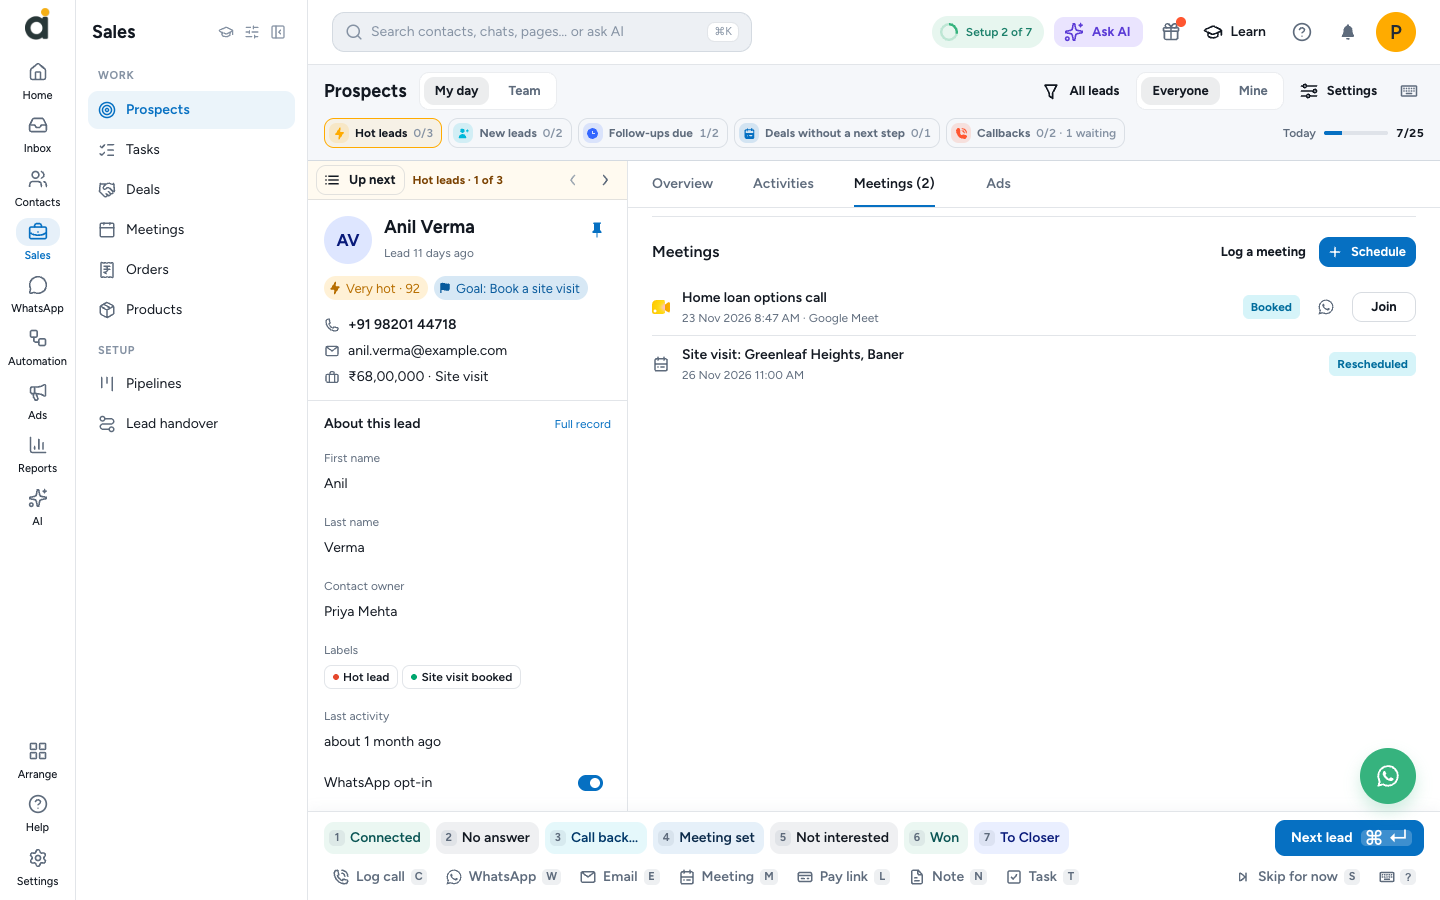 Sales
Search contacts, chats, pages... or ask AI
⌘K
Setup 2 of 7
Ask AI
Learn
P
Home
Inbox
Contacts
Sales
WhatsApp
Automation
Ads
Reports
AI
Arrange
Help
Settings
WORK
Prospects
Tasks
Deals
Meetings
Orders
Products
SETUP
Pipelines
Lead handover
Prospects
My day
Team
All leads
Everyone
Mine
Settings
Hot leads 0/3
New leads 0/2
Follow-ups due 1/2
Deals without a next step 0/1
Callbacks 0/2 · 1 waiting
Today
7/25
Up next
Hot leads · 1 of 3
AV
Anil Verma
Lead 11 days ago
Very hot · 92
Goal: Book a site visit
+91 98201 44718
anil.verma@example.com
₹68,00,000 · Site visit
About this lead
Full record
First name
Anil
Last name
Verma
Contact owner
Priya Mehta
Labels
Hot lead
Site visit booked
Last activity
about 1 month ago
WhatsApp opt-in
Overview
Activities
Meetings (2)
Ads
Meetings
Log a meeting
+ Schedule
Home loan options call
23 Nov 2026 8:47 AM · Google Meet
Booked
Join
Site visit: Greenleaf Heights, Baner
26 Nov 2026 11:00 AM
Rescheduled
1 Connected
2 No answer
3 Call back...
4 Meeting set
5 Not interested
6 Won
7 To Closer
Next lead ⌘ ↵
Log call C
WhatsApp W
Email E
Meeting M
Pay link L
Note N
Task T
Skip for now S
?